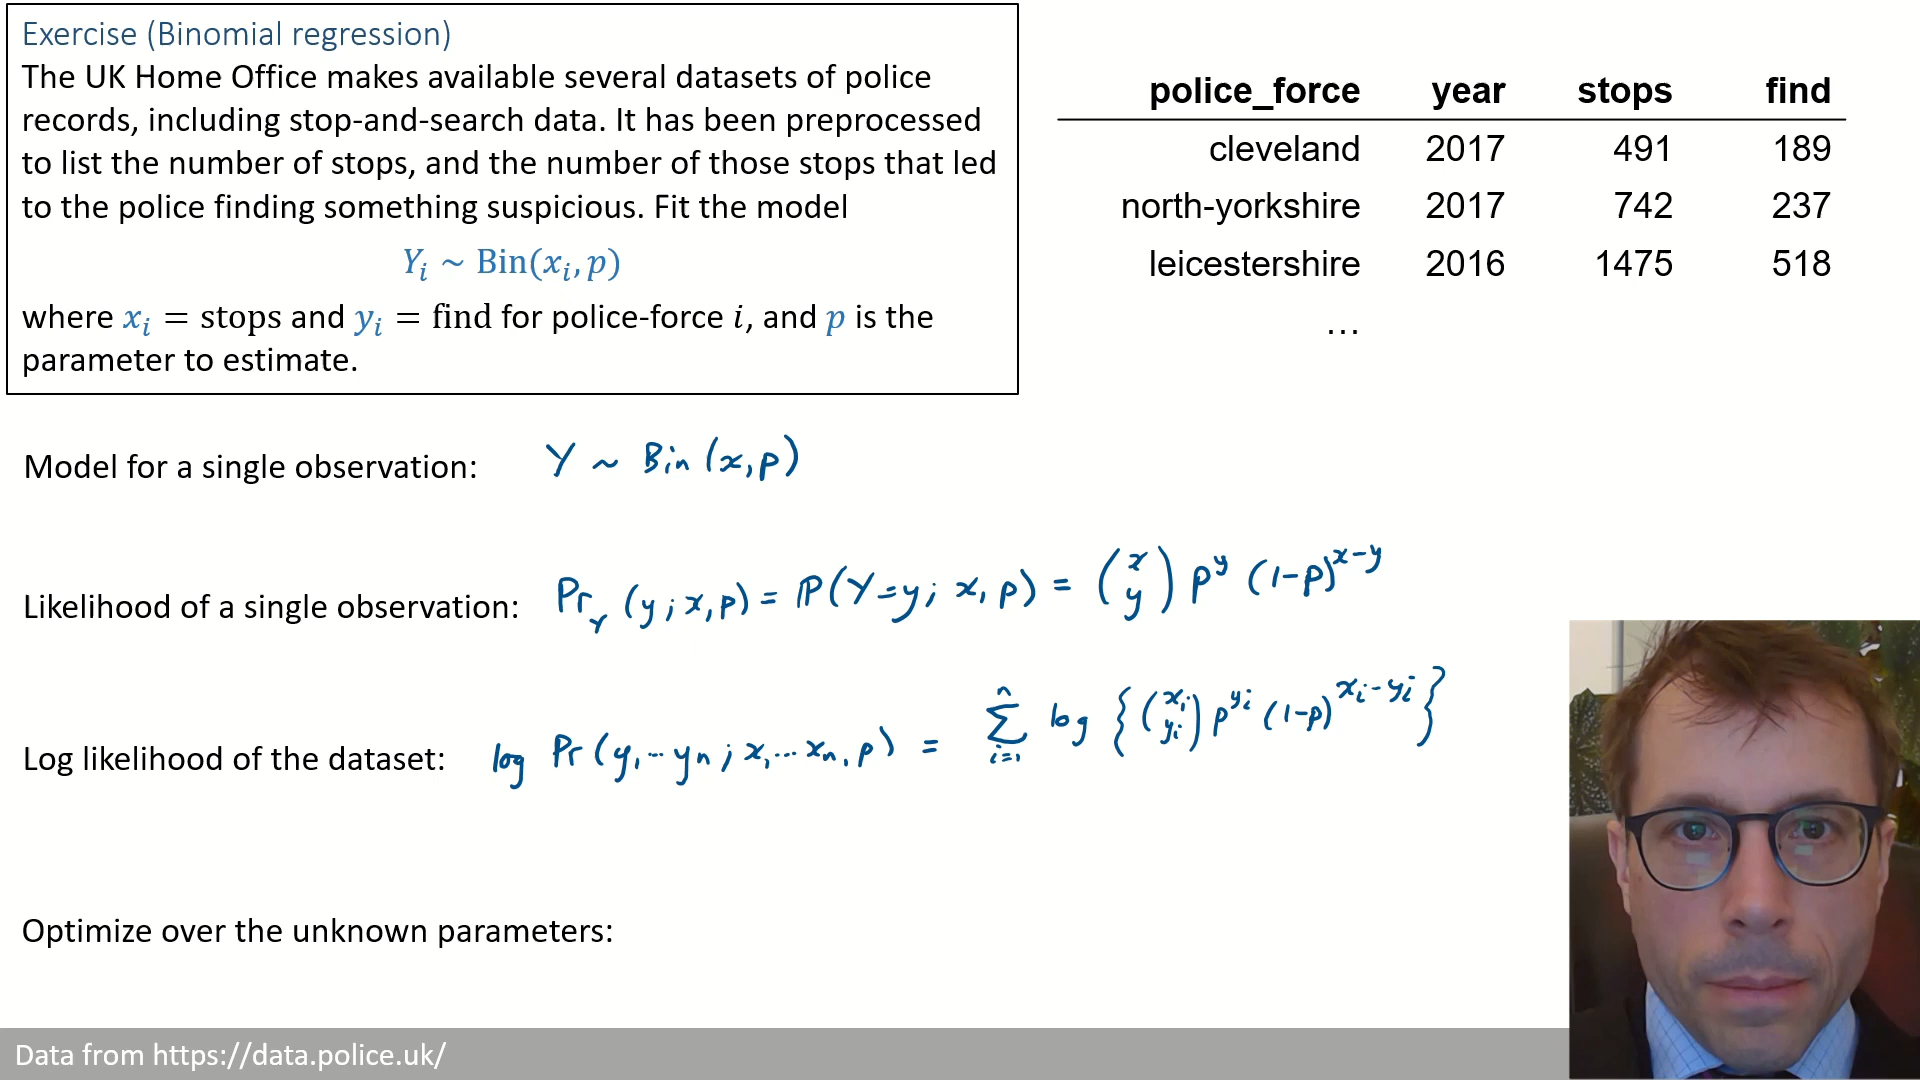 Exercise (Binomial regression)
The UK Home Office makes available several datasets of police
records, including stop-and-search data. It has been preprocessed
to list the number of stops, and the number of those stops that led
to the police finding something suspicious. Fit the model
Yᵢ ~ Bin(xᵢ, p)
where xᵢ = stops and yᵢ = find for police-force i, and p is the
parameter to estimate.
police_force year stops find
cleveland 2017 491 189
north-yorkshire 2017 742 237
leicestershire 2016 1475 518
...
Model for a single observation: Y ~ Bin (x, p)
Likelihood of a single observation: Pr_Y (y; x, p) = ℙ(Y=y; x, p) = (x y) p^y (1-p)^{x-y}
Log likelihood of the dataset: log Pr (y₁ ... yₙ; x₁ ... xₙ, p) = Σ_{i=1}^{n} log {(xᵢ yᵢ) p^{yᵢ} (1-p)^{xᵢ-yᵢ}}
Optimize over the unknown parameters:
Data from https://data.police.uk/